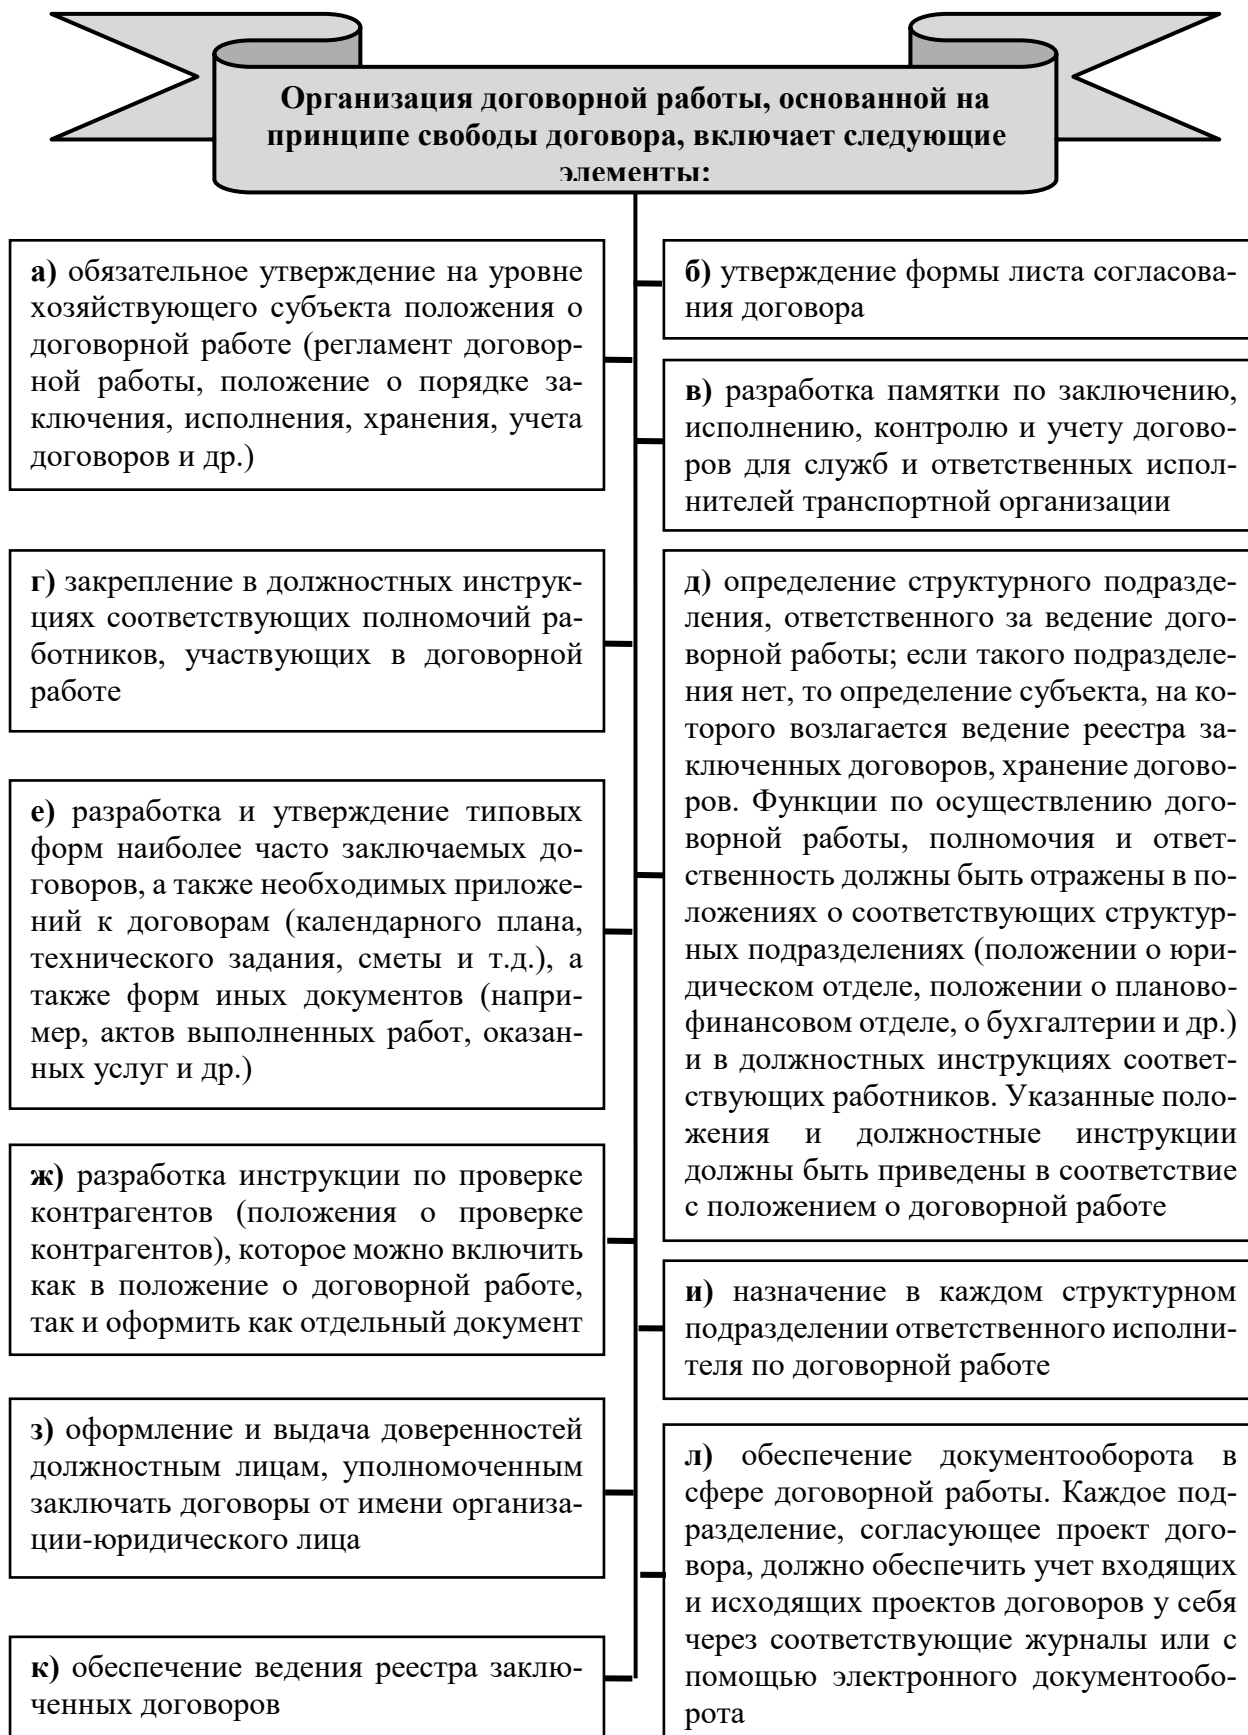 Организация договорной работы, основанной на
принципе свободы договора, включает следующие
элементы:
а) обязательное утверждение на уровне
хозяйствующего субъекта положения о
договорной работе (регламент договор-
ной работы, положение о порядке за-
ключения, исполнения, хранения, учета
договоров и др.)
б) утверждение формы листа согласова-
ния договора
в) разработка памятки по заключению,
исполнению, контролю и учету догово-
ров для служб и ответственных испол-
нителей транспортной организации
г) закрепление в должностных инструк-
циях соответствующих полномочий ра-
ботников, участвующих в договорной
работе
д) определение структурного подразде-
ления, ответственного за ведение дого-
ворной работы; если такого подразделе-
ния нет, то определение субъекта, на ко-
торого возлагается ведение реестра за-
ключенных договоров, хранение догово-
ров. Функции по осуществлению дого-
ворной работы, полномочия и ответ-
ственность должны быть отражены в по-
ложениях о соответствующих структур-
ных подразделениях (положении о юри-
дическом отделе, положении о планово-
финансовом отделе, о бухгалтерии и др.)
и в должностных инструкциях соответ-
ствующих работников. Указанные поло-
жения и должностные инструкции
должны быть приведены в соответствие
с положением о договорной работе
е) разработка и утверждение типовых
форм наиболее часто заключаемых до-
говоров, а также необходимых приложе-
ний к договорам (календарного плана,
технического задания, сметы и т.д.), а
также форм иных документов (напри-
мер, актов выполненных работ, оказан-
ных услуг и др.)
ж) разработка инструкции по проверке
контрагентов (положения о проверке
контрагентов), которое можно включить
как в положение о договорной работе,
так и оформить как отдельный документ
и) назначение в каждом структурном
подразделении ответственного исполни-
теля по договорной работе
з) оформление и выдача доверенностей
должностным лицам, уполномоченным
заключать договоры от имени организа-
ции-юридического лица
л) обеспечение документооборота в
сфере договорной работы. Каждое под-
разделение, согласующее проект дого-
вора, должно обеспечить учет входящих
и исходящих проектов договоров у себя
через соответствующие журналы или с
помощью электронного документообо-
рота
к) обеспечение ведения реестра заклю-
ченных договоров